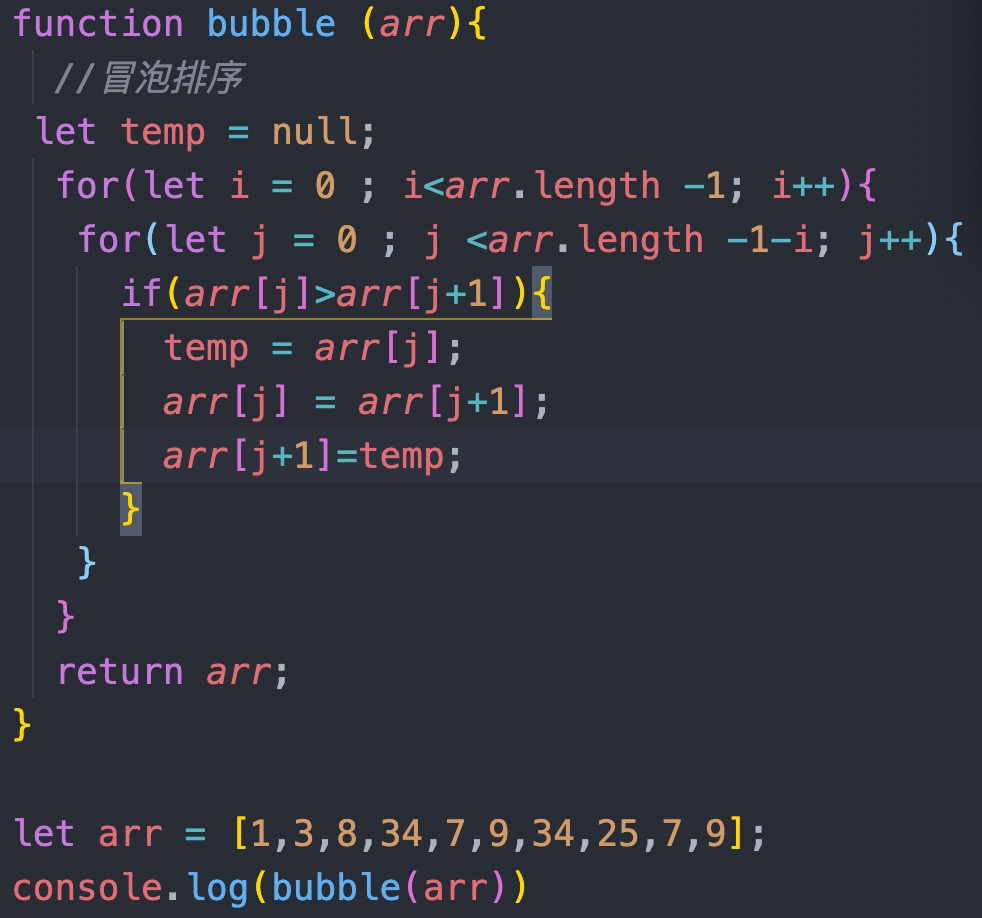 function bubble (arr){
//冒泡排序
let temp = null;
for(let i = 0 ; i<arr.length -1; i++){
for(let j = 0 ; j <arr.length -1-i; j++){
if(arr[j]>arr[j+1]){
temp = arr[j];
arr[j] = arr[j+1];
arr[j+1]=temp;
}
}
}
return arr;
}
let arr = [1,3,8,34,7,9,34,25,7,9];
console.log(bubble(arr))